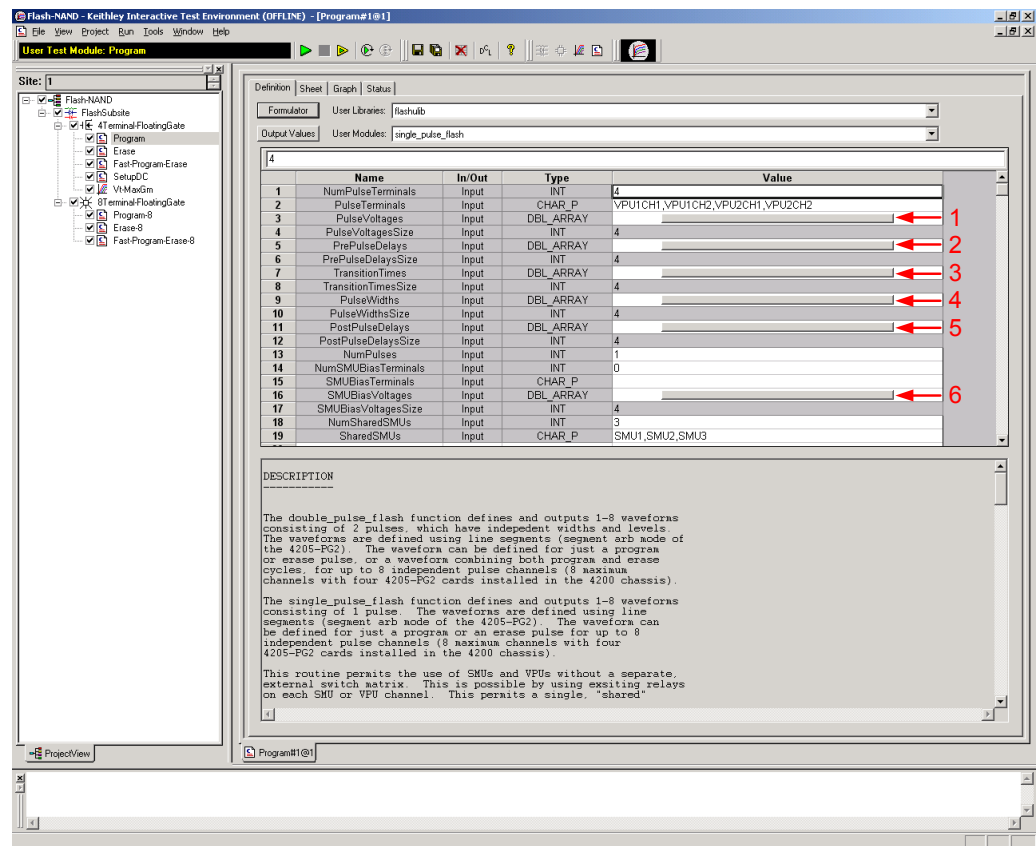 Flash-NAND - Keithley Interactive Test Environment (OFFLINE) - [Program#1@1]
File View Project Run Tools Window Help
User Test Module: Program
Site: 1
Flash-NAND
FlashSubsite
4Terminal-FloatingGate
Program
Erase
Fast-Program-Erase
SetupDC
Vt-MaxGm
8Terminal-FloatingGate
Program-8
Erase-8
Fast-Program-Erase-8
ProjectView
Definition Sheet Graph Status
Formulator User Libraries: flashulib
Output Values User Modules: single_pulse_flash
4
Name In/Out Type Value
1 NumPulseTerminals Input INT 4
2 PulseTerminals Input CHAR_P VPU1CH1,VPU1CH2,VPU2CH1,VPU2CH2
3 PulseVoltages Input DBL_ARRAY 1
4 PulseVoltagesSize Input INT 4
5 PrePulseDelays Input DBL_ARRAY 2
6 PrePulseDelaysSize Input INT 4
7 TransitionTimes Input DBL_ARRAY 3
8 TransitionTimesSize Input INT 4
9 PulseWidths Input DBL_ARRAY 4
10 PulseWidthsSize Input INT 4
11 PostPulseDelays Input DBL_ARRAY 5
12 PostPulseDelaysSize Input INT 4
13 NumPulses Input INT 1
14 NumSMUBiasTerminals Input INT 0
15 SMUBiasTerminals Input CHAR_P
16 SMUBiasVoltages Input DBL_ARRAY 6
17 SMUBiasVoltagesSize Input INT 4
18 NumSharedSMUs Input INT 3
19 SharedSMUs Input CHAR_P SMU1,SMU2,SMU3
DESCRIPTION
-----------
The double_pulse_flash function defines and outputs 1-8 waveforms
consisting of 2 pulses, which have indepedent widths and levels.
The waveforms are defined using line segments (segment arb mode of
the 4205-PG2). The waveform can be defined for just a program
or erase pulse, or a waveform combining both program and erase
cycles, for up to 8 independent pulse channels (8 maximum
channels with four 4205-PG2 cards installed in the 4200 chassis).
The single_pulse_flash function defines and outputs 1-8 waveforms
consisting of 1 pulse. The waveforms are defined using line
segments (segment arb mode of the 4205-PG2). The waveform can
be defined for just a program or an erase pulse for up to 8
independent pulse channels (8 maximum channels with four
4205-PG2 cards installed in the 4200 chassis).
This routine permits the use of SMUs and VPUs without a separate,
external switch matrix. This is possible by using exsiting relays
on each SMU or VPU channel. This permits a single, "shared"
Program#1@1